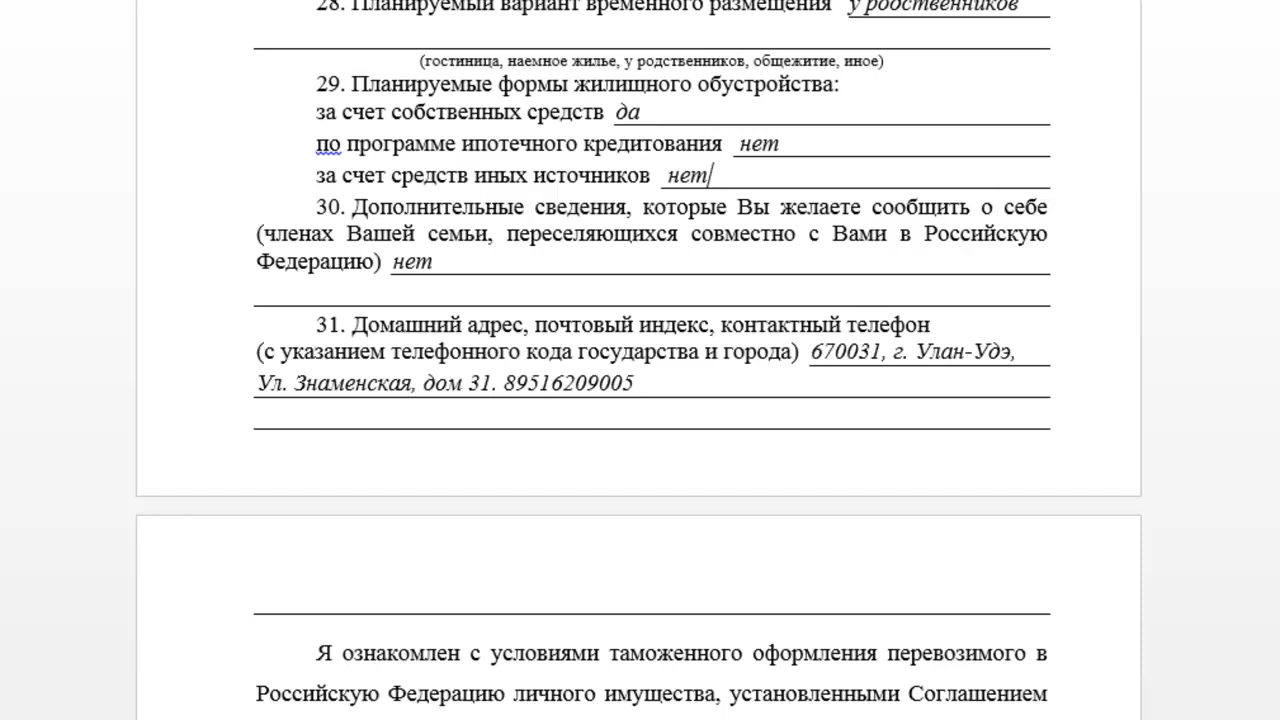 28. Планируемый вариант временного размещения у родственников
(гостиница, наемное жилье, у родственников, общежитие, иное)
29. Планируемые формы жилищного обустройства:
за счет собственных средств да
по программе ипотечного кредитования нет
за счет средств иных источников нет
30. Дополнительные сведения, которые Вы желаете сообщить о себе
(членах Вашей семьи, переселяющихся совместно с Вами в Российскую
Федерацию) нет
31. Домашний адрес, почтовый индекс, контактный телефон
(с указанием телефонного кода государства и города) 670031, г. Улан-Удэ,
Ул. Знаменская, дом 31. 89516209005
Я ознакомлен с условиями таможенного оформления перевозимого в
Российскую Федерацию личного имущества, установленными Соглашением